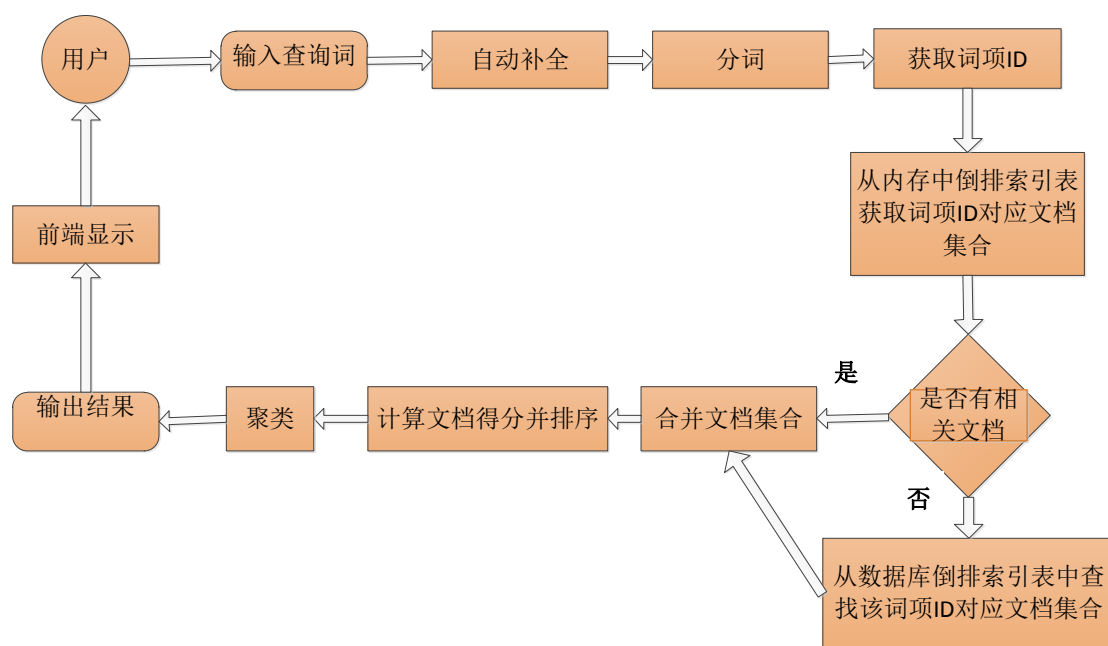 用户
输入查询词
自动补全
分词
获取词项ID
从内存中倒排索引表
获取词项ID对应文档
集合
是否有相
关文档
是
否
从数据库倒排索引表中查
找该词项ID对应文档集合
合并文档集合
计算文档得分并排序
聚类
输出结果
前端显示